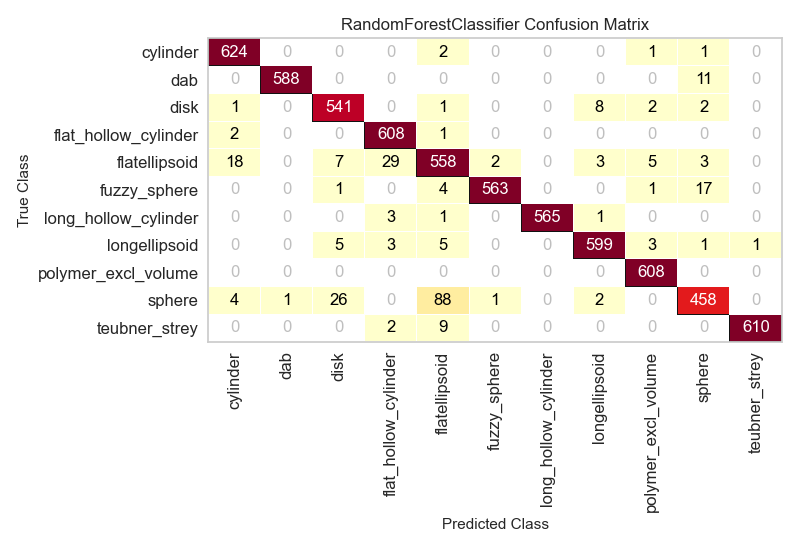 RandomForestClassifier Confusion Matrix
True Class
cylinder 624 0 0 0 2 0 0 0 1 1 0
dab 0 588 0 0 0 0 0 0 0 11 0
disk 1 0 541 0 1 0 0 8 2 2 0
flat_hollow_cylinder 2 0 0 608 1 0 0 0 0 0 0
flatellipsoid 18 0 7 29 558 2 0 3 5 3 0
fuzzy_sphere 0 0 1 0 4 563 0 0 1 17 0
long_hollow_cylinder 0 0 0 3 1 0 565 1 0 0 0
longellipsoid 0 0 5 3 5 0 0 599 3 1 1
polymer_excl_volume 0 0 0 0 0 0 0 0 608 0 0
sphere 4 1 26 0 88 1 0 2 0 458 0
teubner_strey 0 0 0 2 9 0 0 0 0 0 610
cylinder
dab
disk
flat_hollow_cylinder
flatellipsoid
fuzzy_sphere
long_hollow_cylinder
longellipsoid
polymer_excl_volume
sphere
teubner_strey
Predicted Class